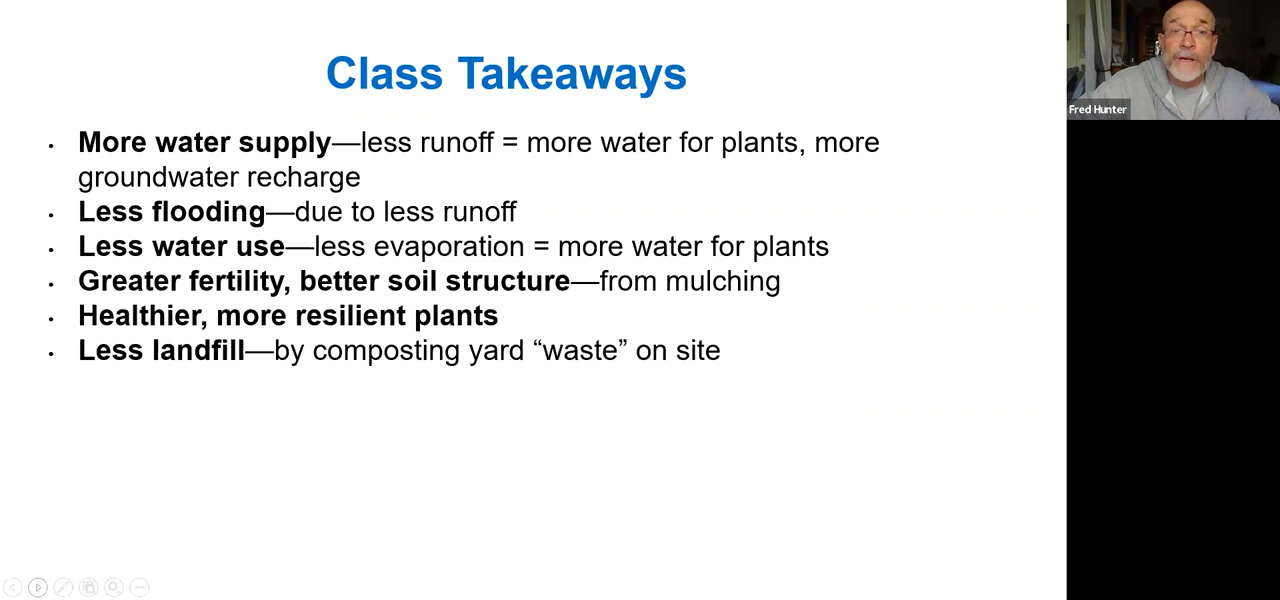 Class Takeaways
• More water supply—less runoff = more water for plants, more
groundwater recharge
• Less flooding—due to less runoff
• Less water use—less evaporation = more water for plants
• Greater fertility, better soil structure—from mulching
• Healthier, more resilient plants
• Less landfill—by composting yard “waste” on site
Fred Hunter